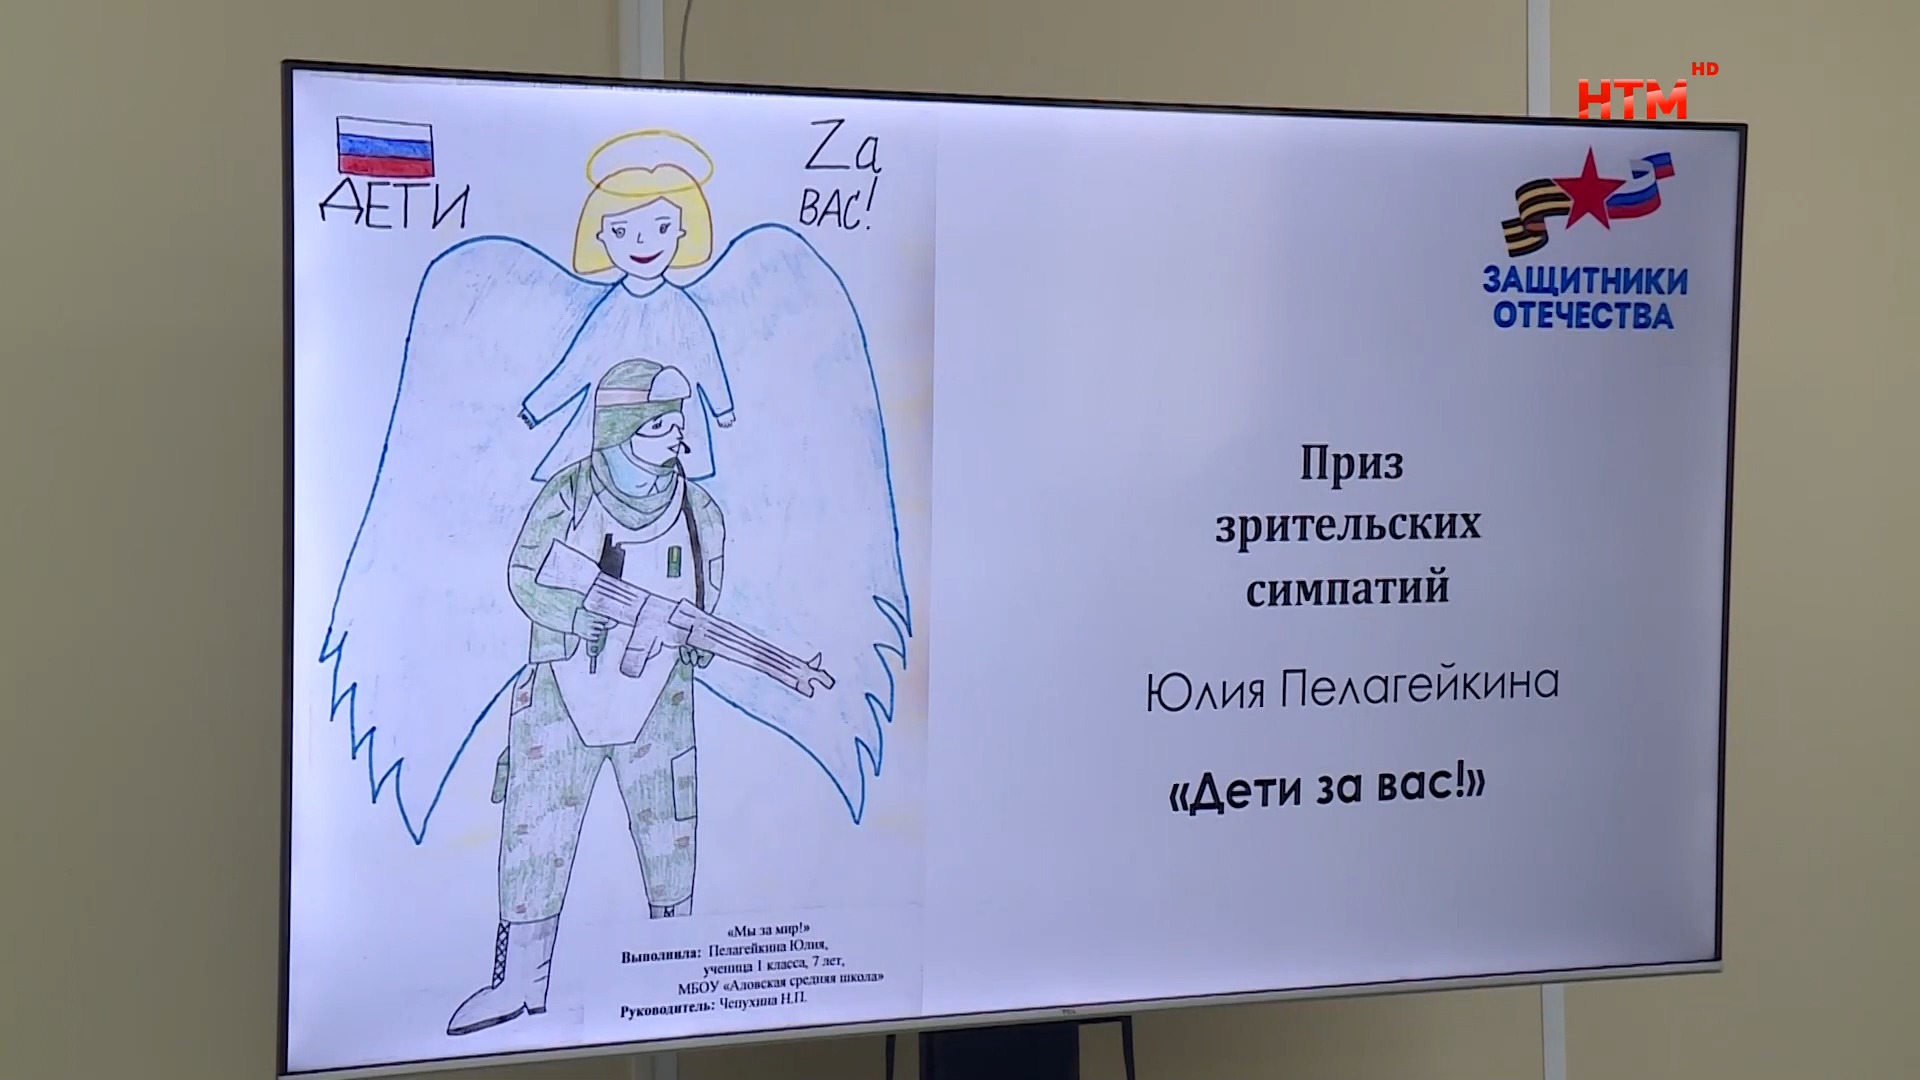 НТМ HD
ДЕТИ
Zа
ВАС!
ЗАЩИТНИКИ
ОТЕЧЕСТВА
Приз
зрительских
симпатий
Юлия Пелагейкина
«Дети за вас!»
«Мы за мир!»
Выполнила: Пелагейкина Юлия,
ученица 1 класса, 7 лет,
МБОУ «Аловская средняя школа»
Руководитель: Чепухина Н.П.